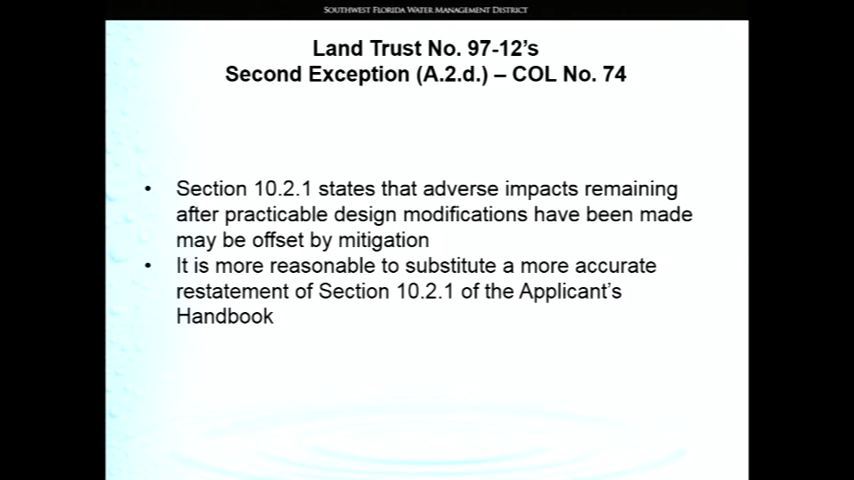 SOUTHWEST FLORIDA WATER MANAGEMENT DISTRICT
Land Trust No. 97-12's
Second Exception (A.2.d.) – COL No. 74
• Section 10.2.1 states that adverse impacts remaining
after practicable design modifications have been made
may be offset by mitigation
• It is more reasonable to substitute a more accurate
restatement of Section 10.2.1 of the Applicant's
Handbook